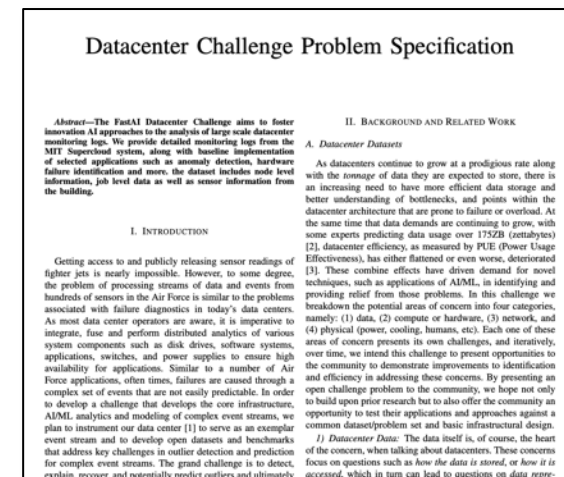 Datacenter Challenge Problem Specification
Abstract—The FastAI Datacenter Challenge aims to foster
innovation AI approaches to the analysis of large scale datacenter
monitoring logs. We provide detailed monitoring logs from the
MIT Supercloud system, along with baseline implementation
of selected applications such as anomaly detection, hardware
failure identification and more. the dataset includes node level
information, job level data as well as sensor information from
the building.
I. Introduction
Getting access to and publicly releasing sensor readings of
fighter jets is nearly impossible. However, to some degree,
the problem of processing streams of data and events from
hundreds of sensors in the Air Force is similar to the problems
associated with failure diagnostics in today's data centers.
As most data center operators are aware, it is imperative to
integrate, fuse and perform distributed analytics of various
system components such as disk drives, software systems,
applications, switches, and power supplies to ensure high
availability for applications. Similar to a number of Air
Force applications, often times, failures are caused through a
complex set of events that are not easily predictable. In order
to develop a challenge that develops the core infrastructure,
AI/ML analytics and modeling of complex event streams, we
plan to instrument our data center [1] to serve as an exemplar
event stream and to develop open datasets and benchmarks
that address key challenges in outlier detection and prediction
for complex event streams. The grand challenge is to detect,
explain, recover, and potentially predict outliers and ultimately
II. Background and Related Work
A. Datacenter Datasets
As datacenters continue to grow at a prodigious rate along
with the tonnage of data they are expected to store, there is
an increasing need to have more efficient data storage and
better understanding of bottlenecks, and points within the
datacenter architecture that are prone to failure or overload. At
the same time that data demands are continuing to grow, with
some experts predicting data usage over 175ZB (zettabytes)
[2], datacenter efficiency, as measured by PUE (Power Usage
Effectiveness), has either flattened or even worse, deteriorated
[3]. These combine effects have driven demand for novel
techniques, such as applications of AI/ML, in identifying and
providing relief from those problems. In this challenge we
breakdown the potential areas of concern into four categories,
namely: (1) data, (2) compute or hardware, (3) network, and
(4) physical (power, cooling, humans, etc). Each one of these
areas of concern presents its own challenges, and iteratively,
over time, we intend this challenge to present opportunities to
the community to demonstrate improvements to identification
and efficiency in addressing these concerns. By presenting an
open challenge problem to the community, we hope not only
to build upon prior research but to also offer the community an
opportunity to test their applications and approaches against a
common dataset/problem set and basic infrastructural design.
1) Datacenter Data: The data itself is, of course, the heart
of the concern, when talking about datacenters. These concerns
focus on questions such as how the data is stored, or how it is
accessed, which in turn can lead to questions on data repre-